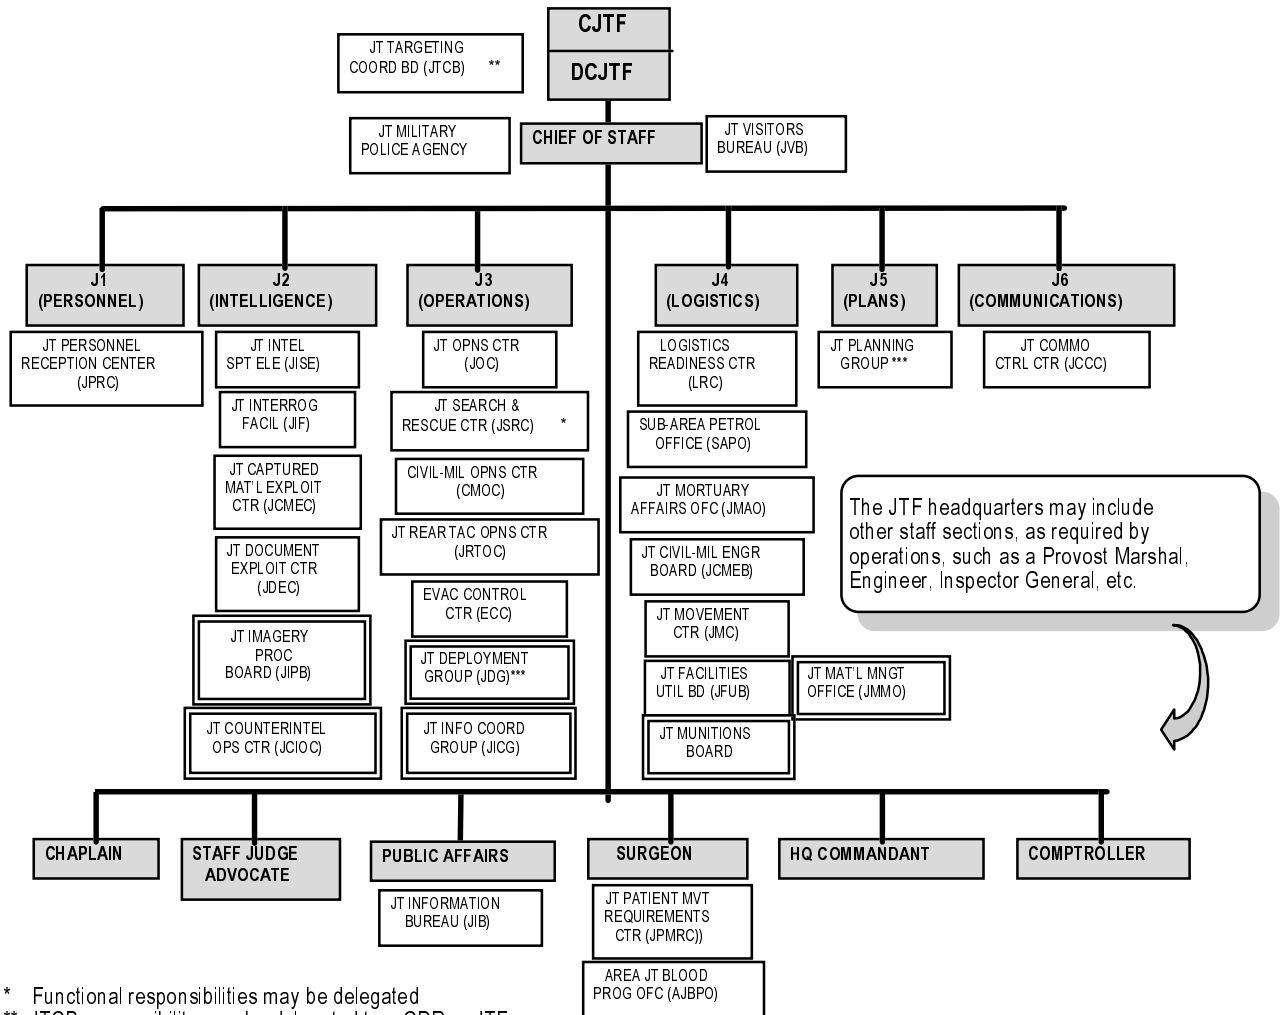 CJTF
DCJTF
JT TARGETING
COORD BD (JTCB) **
JT MILITARY
POLICE AGENCY
CHIEF OF STAFF
JT VISITORS
BUREAU (JVB)
J1
(PERSONNEL)
JT PERSONNEL
RECEPTION CENTER
(JPRC)
J2
(INTELLIGENCE)
JT INTEL
SPT ELE (JISE)
JT INTERROG
FACIL (JIF)
JT CAPTURED
MAT'L EXPLOIT
CTR (JCMEC)
JT DOCUMENT
EXPLOIT CTR
(JDEC)
JT IMAGERY
PROC
BOARD (JIPB)
JT COUNTERINTEL
OPS CTR (JCIOC)
J3
(OPERATIONS)
JT OPNS CTR
(JOC)
JT SEARCH &
RESCUE CTR (JSRC) *
CIVIL-MIL OPNS CTR
(CMOC)
JT REAR TAC OPNS CTR
(JRTOC)
EVAC CONTROL
CTR (ECC)
JT DEPLOYMENT
GROUP (JDG)***
JT INFO COORD
GROUP (JICG)
J4
(LOGISTICS)
LOGISTICS
READINESS CTR
(LRC)
SUB-AREA PETROL
OFFICE (SAPO)
JT MORTUARY
AFFAIRS OFC (JMAO)
JT CIVIL-MIL ENGR
BOARD (JCMEB)
JT MOVEMENT
CTR (JMC)
JT FACILITIES
UTIL BD (JFUB)
JT MAT'L MNGT
OFFICE (JMMO)
JT MUNITIONS
BOARD
J5
(PLANS)
JT PLANNING
GROUP ***
J6
(COMMUNICATIONS)
JT COMMO
CTRL CTR (JCCC)
The JTF headquarters may include
other staff sections, as required by
operations, such as a Provost Marshal,
Engineer, Inspector General, etc.
CHAPLAIN
STAFF JUDGE
ADVOCATE
PUBLIC AFFAIRS
JT INFORMATION
BUREAU (JIB)
SURGEON
JT PATIENT MVT
REQUIREMENTS
CTR (JPMRC))
AREA JT BLOOD
PROG OFC (AJBPO)
HQ COMMANDANT
COMPTROLLER
* Functional responsibilities may be delegated